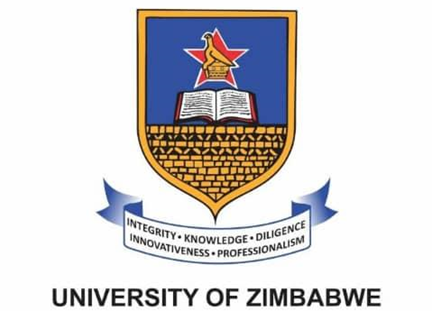 INTEGRITY • KNOWLEDGE • DILIGENCE
INNOVATIVENESS • PROFESSIONALISM
UNIVERSITY OF ZIMBABWE